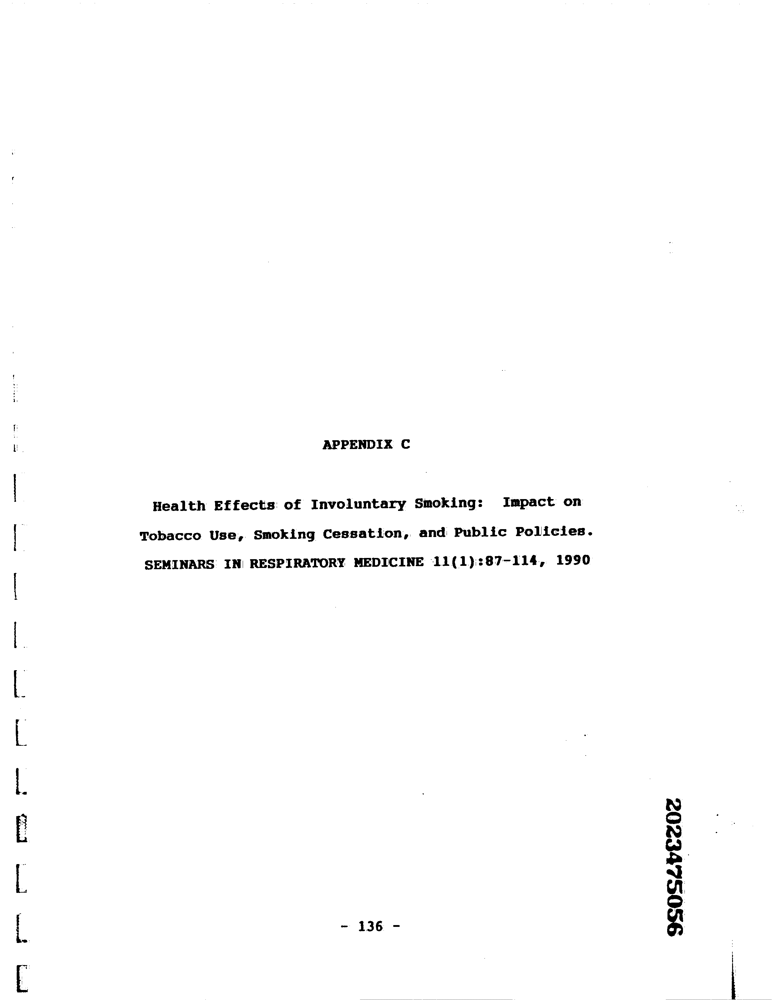 APPENDIX C
Health Effects of Involuntary Smoking: Impact on
Tobacco Use, Smoking Cessation, and Public Policies.
SEMINARS IN RESPIRATORY MEDICINE 11(1):87-114, 1990
2023475056
- 136 -